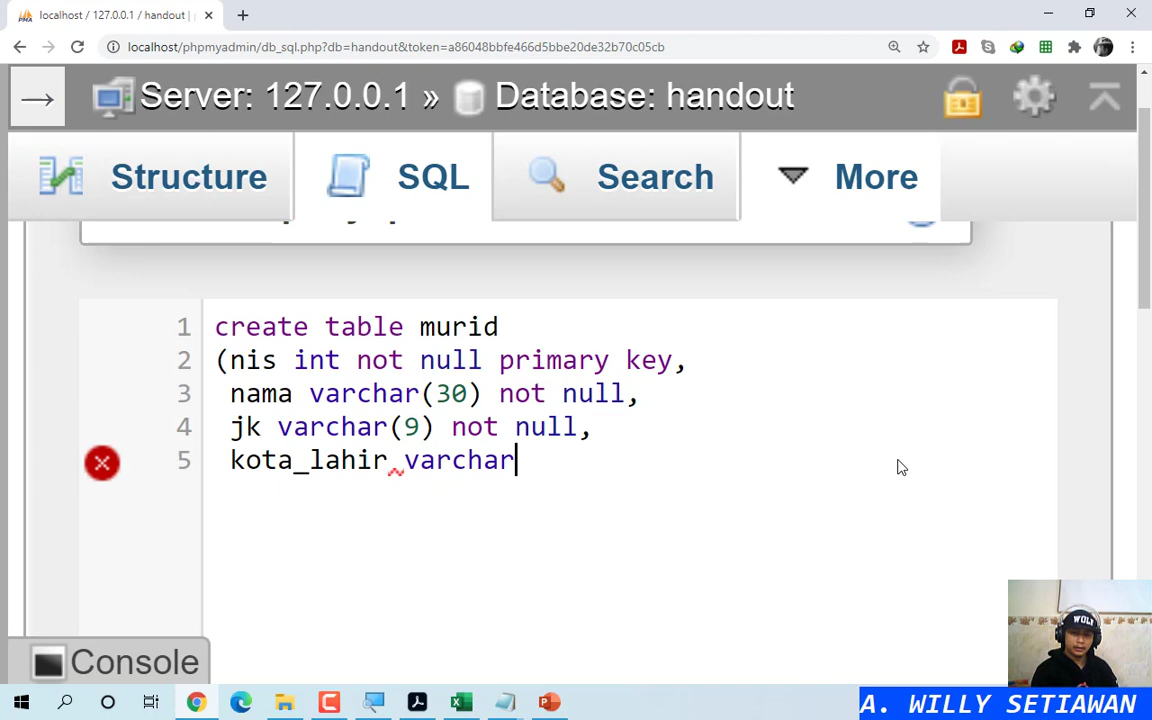 localhost / 127.0.0.1 / handout |
localhost/phpmyadmin/db_sql.php?db=handout&token=a86048bbfe466d5bbe20de32b70c05cb
Server: 127.0.0.1 » Database: handout
Structure SQL Search More
1 create table murid
2 (nis int not null primary key,
3 nama varchar(30) not null,
4 jk varchar(9) not null,
5 kota_lahir varchar
Console
WOLF
A. WILLY SETIAWAN